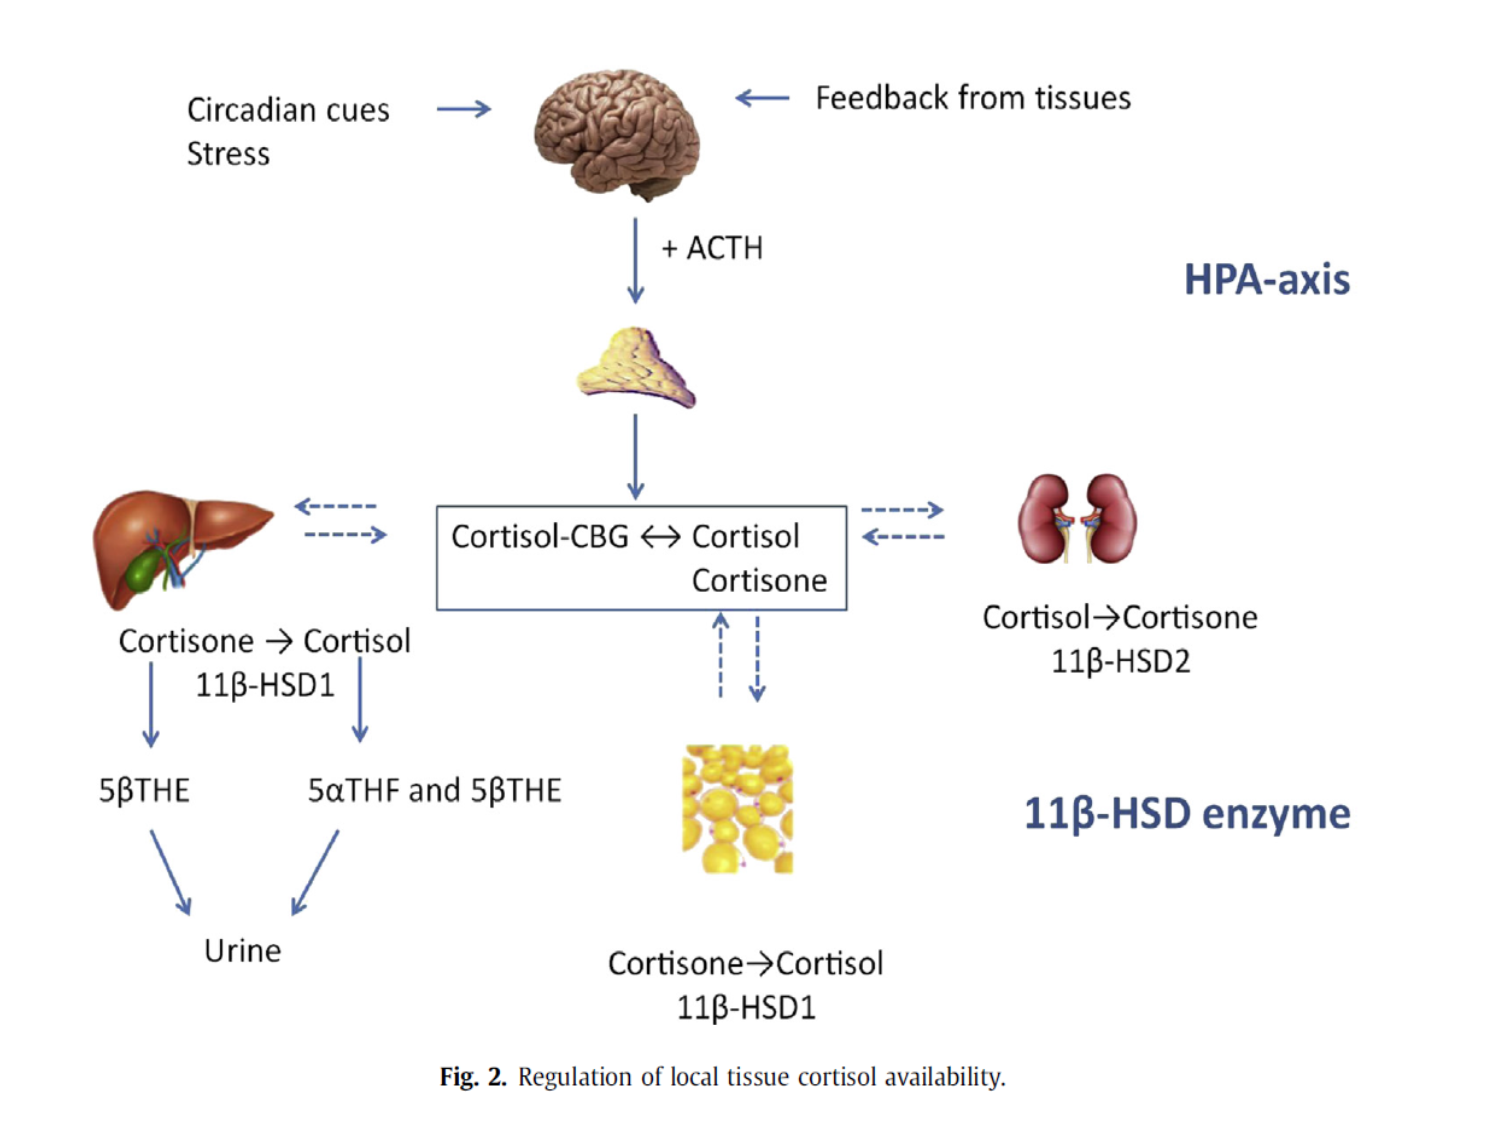 Circadian cues
Stress
Feedback from tissues
+ ACTH
HPA-axis
Cortisol-CBG ↔ Cortisol
Cortisone
Cortisone → Cortisol
11β-HSD1
Cortisol→Cortisone
11β-HSD2
5βTHE
5αTHF and 5βTHE
11β-HSD enzyme
Urine
Cortisone→Cortisol
11β-HSD1
Fig. 2. Regulation of local tissue cortisol availability.